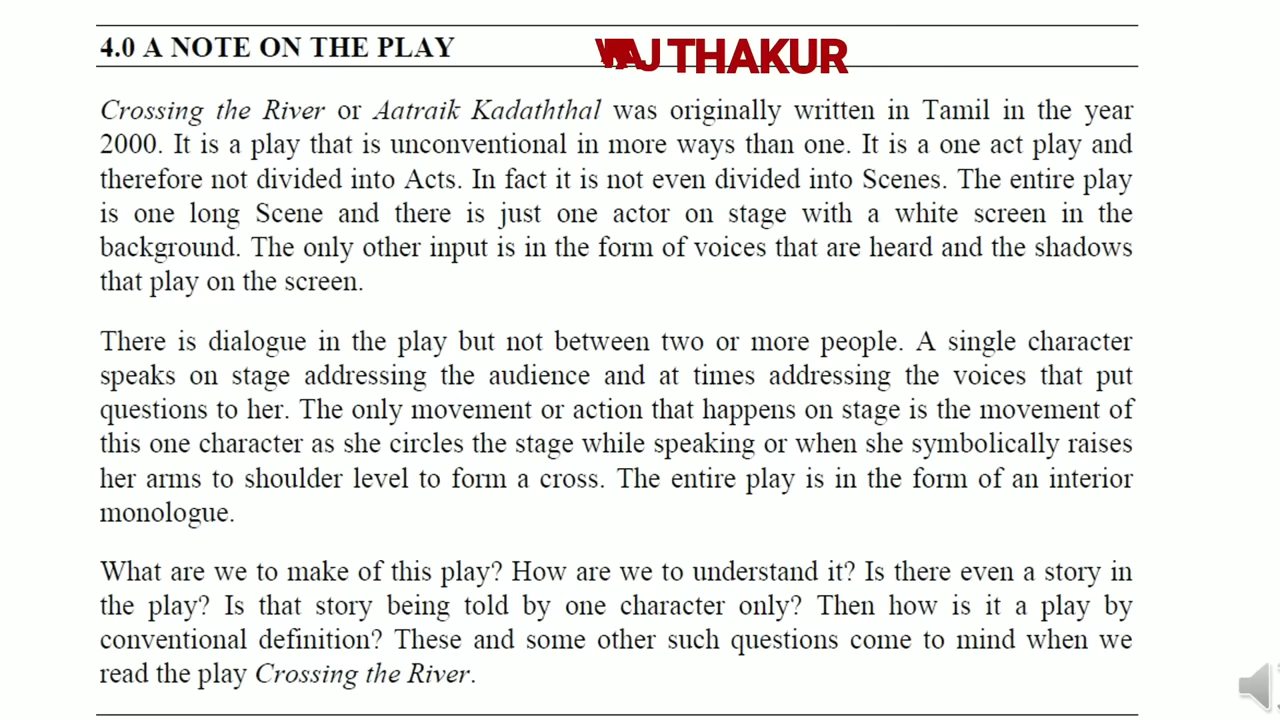 4.0 A NOTE ON THE PLAY
THAKUR
Crossing the River or Aatraik Kadaththal was originally written in Tamil in the year
2000. It is a play that is unconventional in more ways than one. It is a one act play and
therefore not divided into Acts. In fact it is not even divided into Scenes. The entire play
is one long Scene and there is just one actor on stage with a white screen in the
background. The only other input is in the form of voices that are heard and the shadows
that play on the screen.
There is dialogue in the play but not between two or more people. A single character
speaks on stage addressing the audience and at times addressing the voices that put
questions to her. The only movement or action that happens on stage is the movement of
this one character as she circles the stage while speaking or when she symbolically raises
her arms to shoulder level to form a cross. The entire play is in the form of an interior
monologue.
What are we to make of this play? How are we to understand it? Is there even a story in
the play? Is that story being told by one character only? Then how is it a play by
conventional definition? These and some other such questions come to mind when we
read the play Crossing the River.